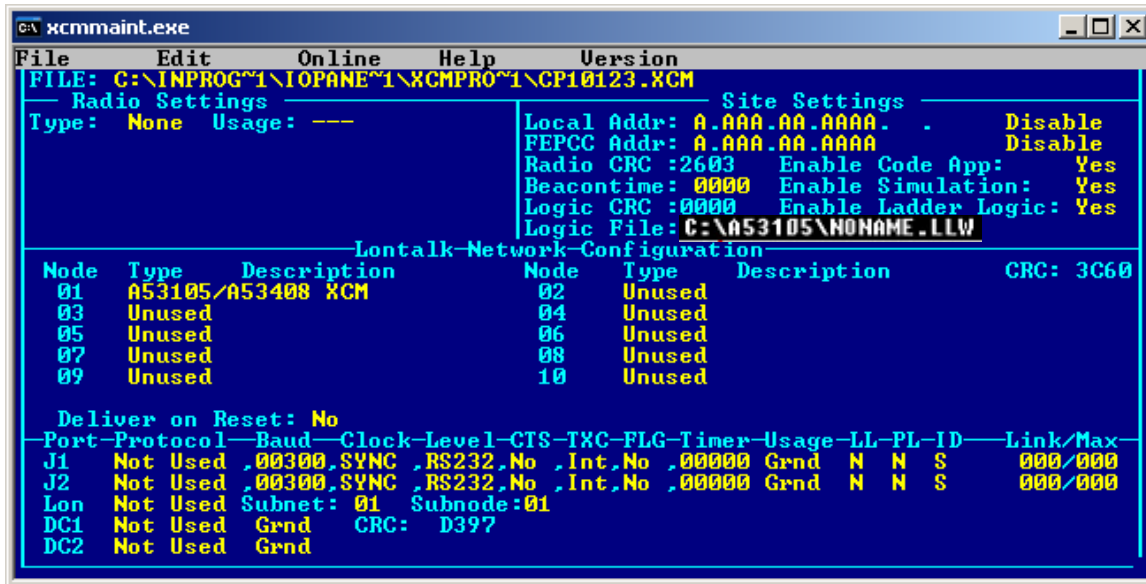 xcmmaint.exe
File Edit Online Help Version
FILE: C:\INPROG~1\IOPANE~1\XCMPRO~1\CP10123.XCM
Radio Settings Site Settings
Type: None Usage: --- Local Addr: A.AAA.AA.AAAA. . Disable
FEPCC Addr: A.AAA.AA.AAAA Disable
Radio CRC :2603 Enable Code App: Yes
Beacontime: 0000 Enable Simulation: Yes
Logic CRC :0000 Enable Ladder Logic: Yes
Logic File: C:\A53105\NONAME.LLW
Lontalk-Network-Configuration
Node Type Description Node Type Description CRC: 3C60
01 A53105/A53408 XCM 02 Unused
03 Unused 04 Unused
05 Unused 06 Unused
07 Unused 08 Unused
09 Unused 10 Unused
Deliver on Reset: No
Port-Protocol-Baud-Clock-Level-CTS-TXC-FLG-Timer-Usage-LL-PL-ID-Link/Max
J1 Not Used ,00300,SYNC ,RS232,No ,Int,No ,00000 Grnd N N S 000/000
J2 Not Used ,00300,SYNC ,RS232,No ,Int,No ,00000 Grnd N N S 000/000
Lon Not Used Subnet: 01 Subnode:01
DC1 Not Used Grnd CRC: D397
DC2 Not Used Grnd